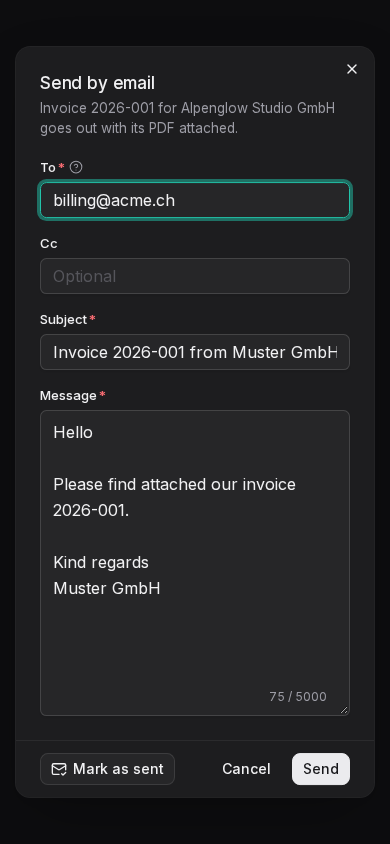 Send by email
Invoice 2026-001 for Alpenglow Studio GmbH
goes out with its PDF attached.
To *
billing@acme.ch
Cc
Optional
Subject *
Invoice 2026-001 from Muster GmbH
Message *
Hello
Please find attached our invoice
2026-001.
Kind regards
Muster GmbH
75 / 5000
Mark as sent
Cancel
Send